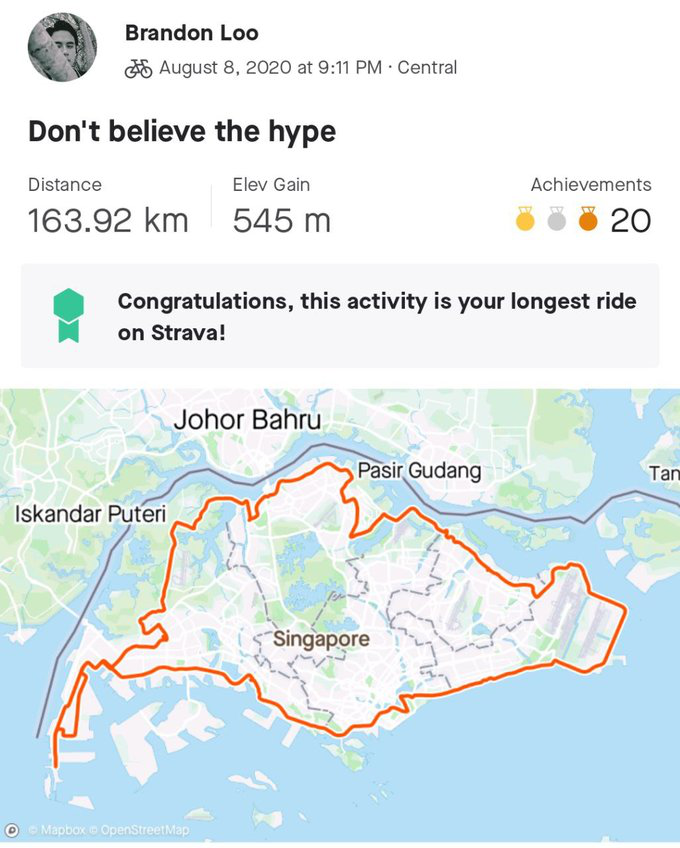 Brandon Loo
August 8, 2020 at 9:11 PM · Central
Don't believe the hype
Distance
163.92 km
Elev Gain
545 m
Achievements
20
Congratulations, this activity is your longest ride
on Strava!
Johor Bahru
Pasir Gudang
Tan
Iskandar Puteri
Singapore
© Mapbox © OpenStreetMap